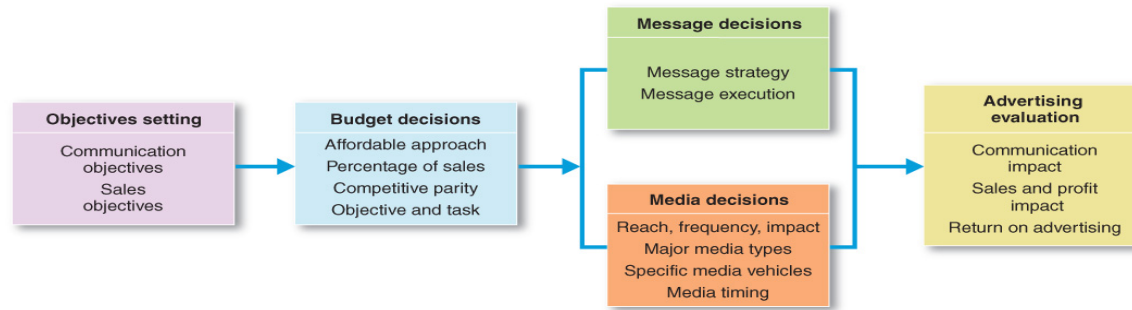 Objectives setting
Communication
objectives
Sales
objectives
Budget decisions
Affordable approach
Percentage of sales
Competitive parity
Objective and task
Message decisions
Message strategy
Message execution
Media decisions
Reach, frequency, impact
Major media types
Specific media vehicles
Media timing
Advertising
evaluation
Communication
impact
Sales and profit
impact
Return on advertising